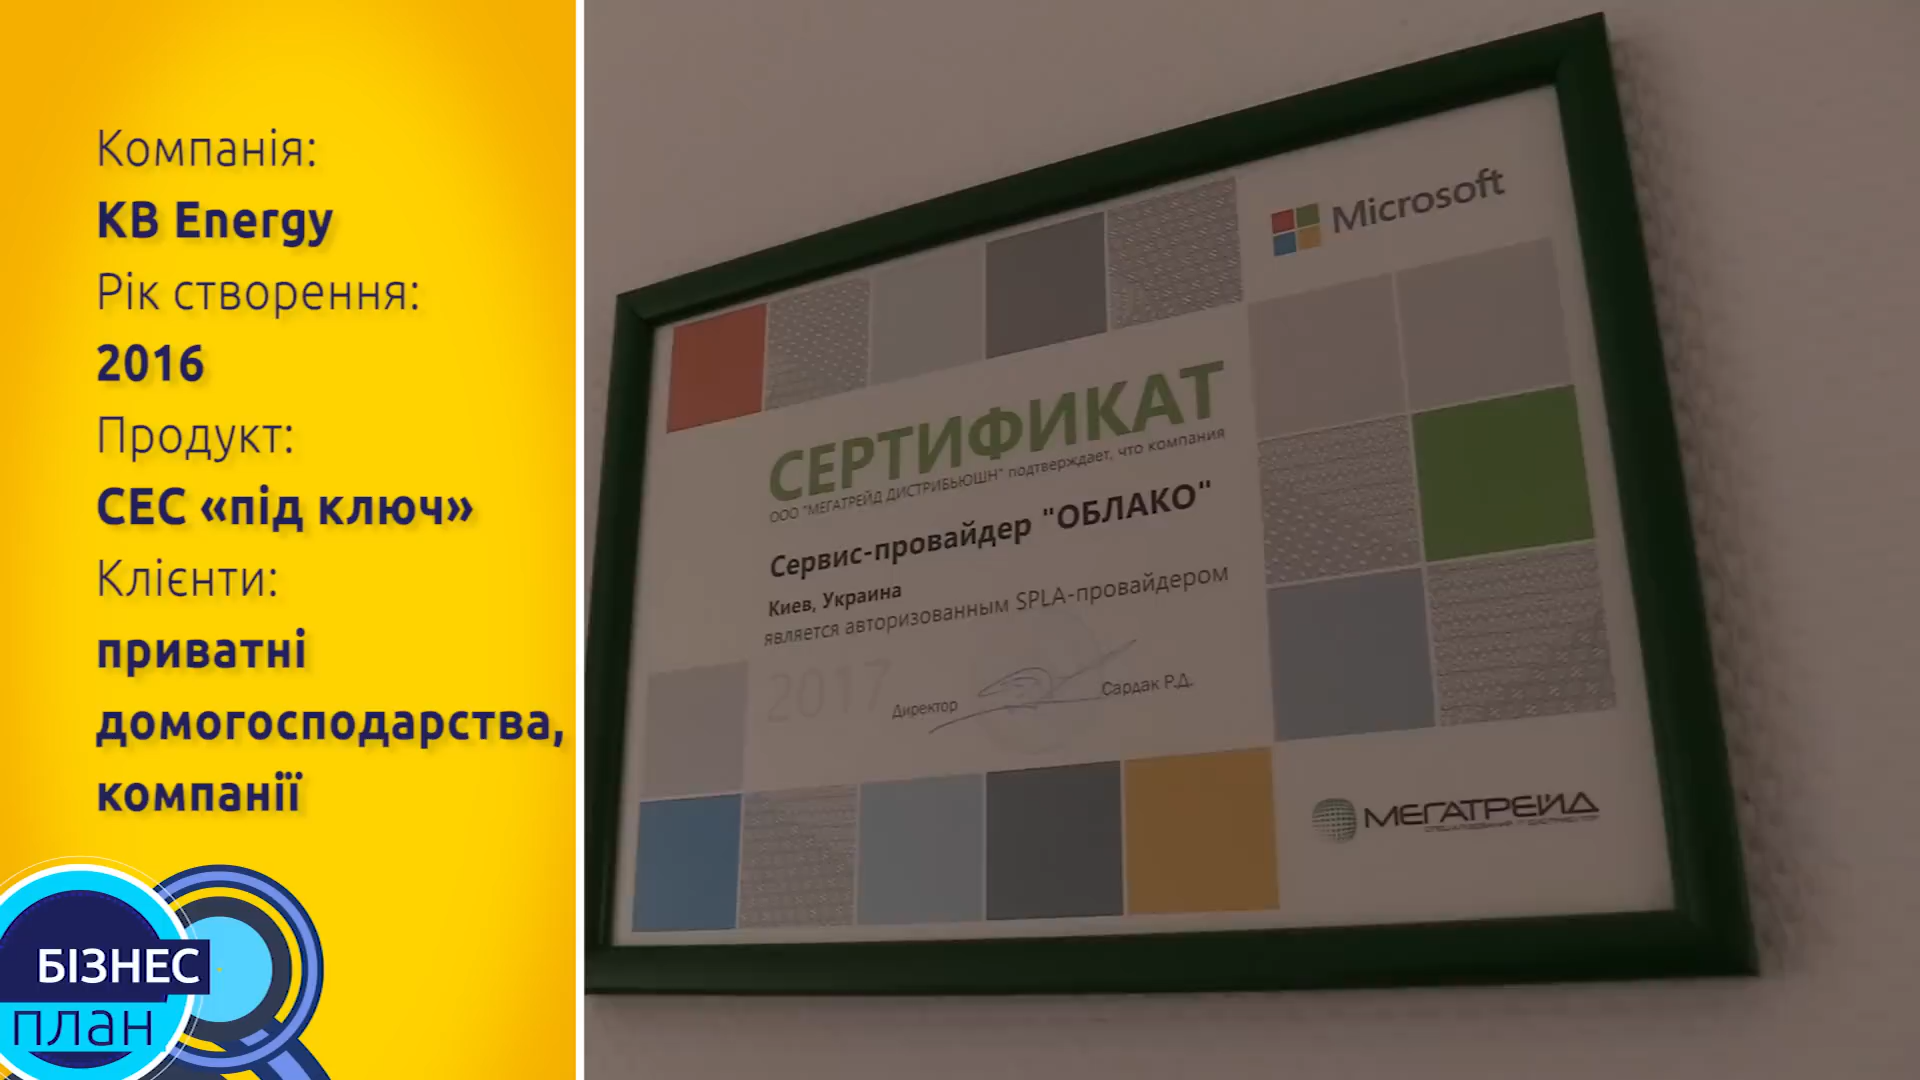 Компанія:
KB Energy
Рік створення:
2016
Продукт:
СЕС «під ключ»
Клієнти:
приватні
домогосподарства,
компанії
БІЗНЕС
план
Microsoft
СЕРТИФИКАТ
ООО "МЕГАТРЕЙД ДИСТРИБЬЮШН" подтверждает, что компания
Сервис-провайдер "ОБЛАКО"
Киев, Украина
является авторизованным SPLA-провайдером
2017
Директор
Сардак Р.Д.
МЕГАТРЕЙД